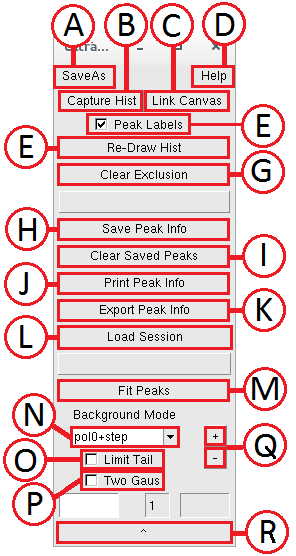 A B C D
SaveAs Help
Capture Hist Link Canvas
Peak Labels E
E Re-Draw Hist
Clear Exclusion G
H Save Peak Info
Clear Saved Peaks I
J Print Peak Info
Export Peak Info K
L Load Session
Fit Peaks M
Background Mode
N pol0+step + Q
O Limit Tail -
P Two Gaus
1
^ R